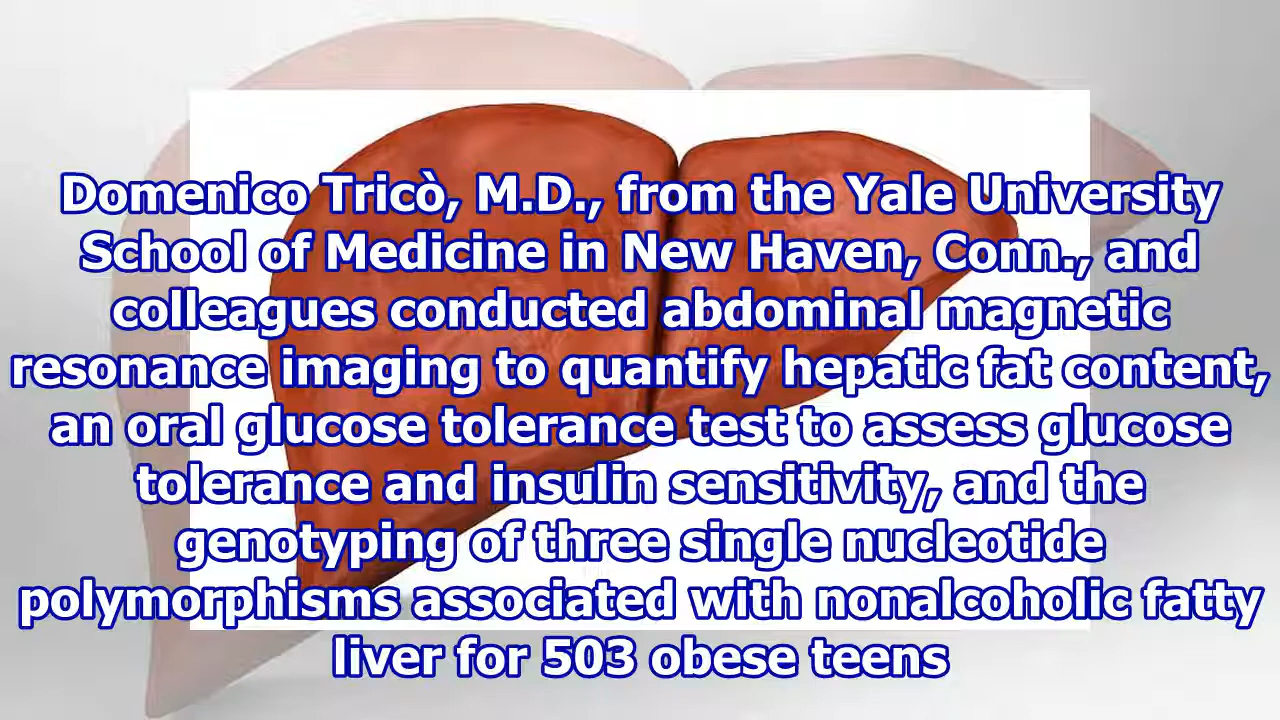 Domenico Tricò, M.D., from the Yale University
School of Medicine in New Haven, Conn., and
colleagues conducted abdominal magnetic
resonance imaging to quantify hepatic fat content,
an oral glucose tolerance test to assess glucose
tolerance and insulin sensitivity, and the
genotyping of three single nucleotide
polymorphisms associated with nonalcoholic fatty
liver for 503 obese teens